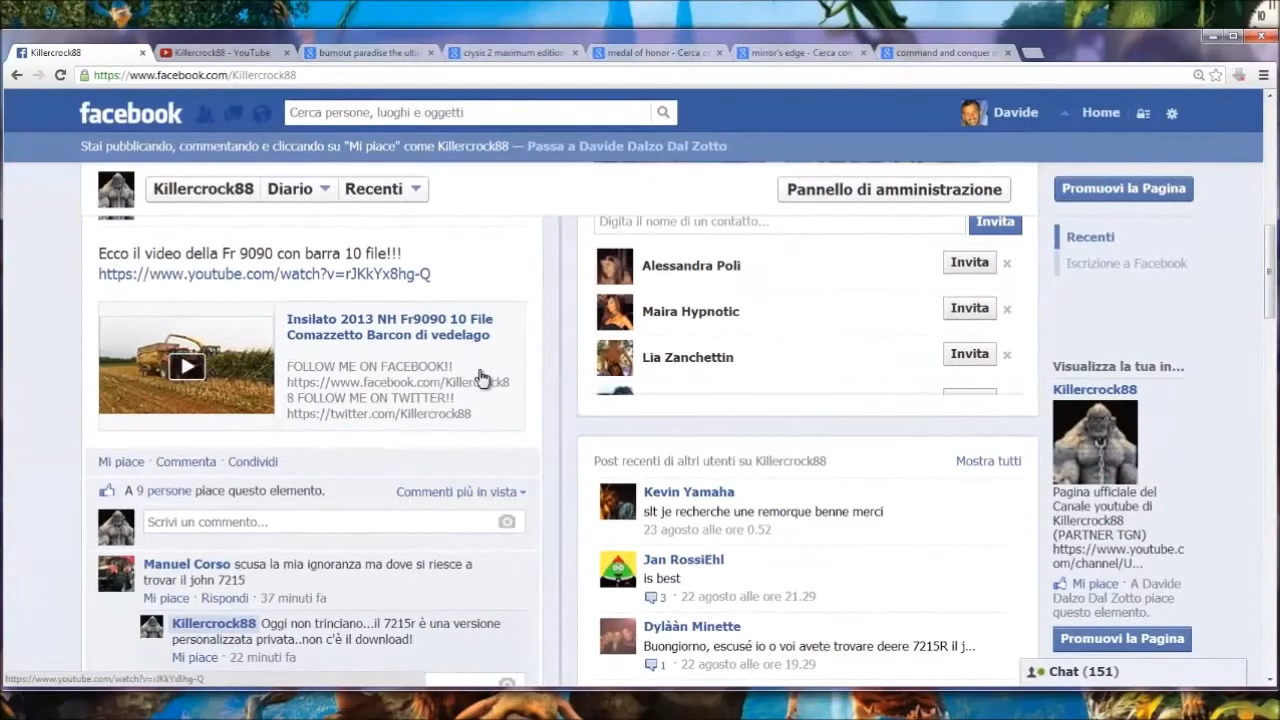 Killercrock88
Killercrock88 - YouTube
burnout paradise the ulti
crysis 2 maximum edition
medal of honor - Cerca c
mirror's edge - Cerca con
command and conquer
https://www.facebook.com/Killercrock88
facebook
Cerca persone, luoghi e oggetti
Davide
Home
Stai pubblicando, commentando e cliccando su "Mi piace" come Killercrock88 — Passa a Davide Dalzo Dal Zotto
Killercrock88
Diario
Recenti
Pannello di amministrazione
Promuovi la Pagina
Ecco il video della Fr 9090 con barra 10 file!!!
https://www.youtube.com/watch?v=rJKkYx8hg-Q
Insilato 2013 NH Fr9090 10 File
Comazzetto Barcon di vedelago
FOLLOW ME ON FACEBOOK!!
https://www.facebook.com/Killercrock8
8 FOLLOW ME ON TWITTER!!
https://twitter.com/Killercrock88
Mi piace · Commenta · Condividi
A 9 persone piace questo elemento.
Commenti più in vista
Scrivi un commento...
Manuel Corso scusa la mia ignoranza ma dove si riesce a
trovar il john 7215
Mi piace · Rispondi · 37 minuti fa
Killercrock88 Oggi non trinciano...il 7215r è una versione
personalizzata privata..non c'è il download!
Mi piace · 22 minuti fa
https://www.youtube.com/watch?v=rJKkYx8hg-Q
Digita il nome di un contatto...
Invita
Alessandra Poli
Invita
Maira Hypnotic
Invita
Lia Zanchettin
Invita
Post recenti di altri utenti su Killercrock88
Mostra tutti
Kevin Yamaha
slt je recherche une remorque benne merci
23 agosto alle ore 0.52
Jan RossiEhl
is best
3 · 22 agosto alle ore 21.29
Dylààn Minette
Buongiorno, escusé io o voi avete trovare deere 7215R il j...
1 · 22 agosto alle ore 19.29
Recenti
Iscrizione a Facebook
Visualizza la tua in...
Killercrock88
Pagina ufficiale del
Canale youtube di
Killercrock88
(PARTNER TGN)
https://www.youtube.c
om/channel/U...
Mi piace · A Davide
Dalzo Dal Zotto piace
questo elemento.
Promuovi la Pagina
Chat (151)